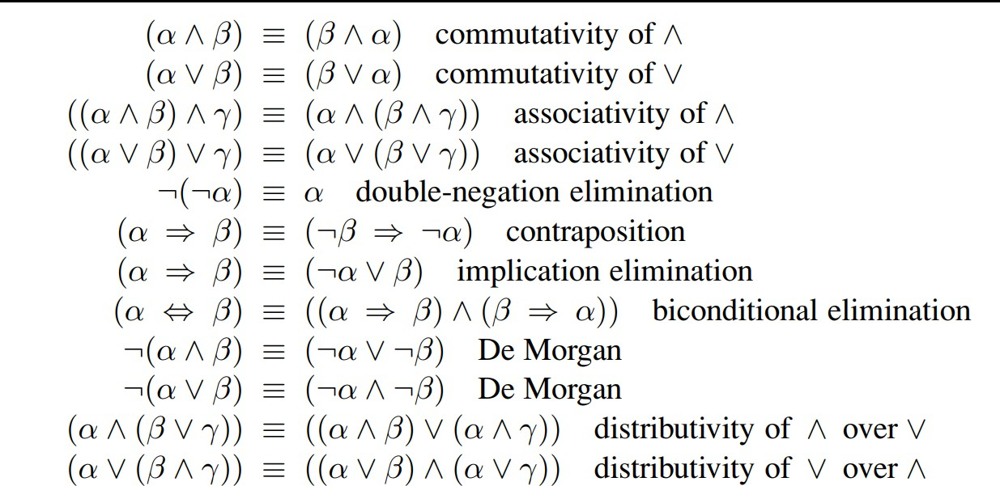 (α ∧ β) ≡ (β ∧ α) commutativity of ∧
(α ∨ β) ≡ (β ∨ α) commutativity of ∨
((α ∧ β) ∧ γ) ≡ (α ∧ (β ∧ γ)) associativity of ∧
((α ∨ β) ∨ γ) ≡ (α ∨ (β ∨ γ)) associativity of ∨
¬(¬α) ≡ α double-negation elimination
(α ⇒ β) ≡ (¬β ⇒ ¬α) contraposition
(α ⇒ β) ≡ (¬α ∨ β) implication elimination
(α ⇔ β) ≡ ((α ⇒ β) ∧ (β ⇒ α)) biconditional elimination
¬(α ∧ β) ≡ (¬α ∨ ¬β) De Morgan
¬(α ∨ β) ≡ (¬α ∧ ¬β) De Morgan
(α ∧ (β ∨ γ)) ≡ ((α ∧ β) ∨ (α ∧ γ)) distributivity of ∧ over ∨
(α ∨ (β ∧ γ)) ≡ ((α ∨ β) ∧ (α ∨ γ)) distributivity of ∨ over ∧